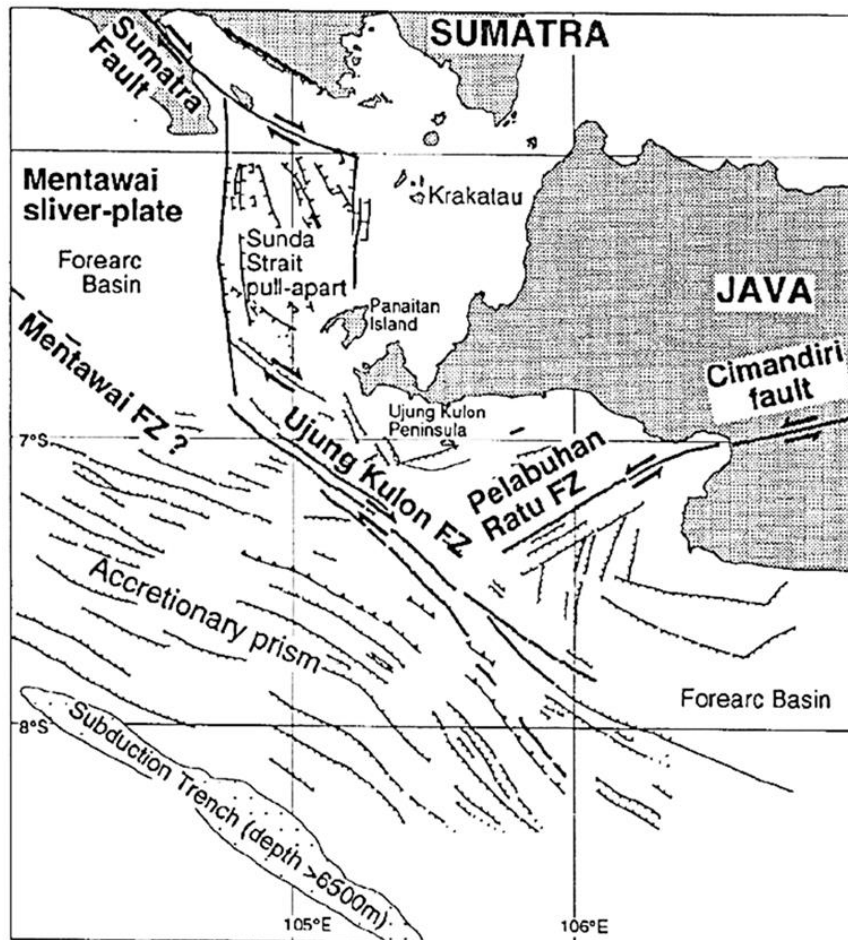 SUMATRA
Sumatra
Fault
Mentawai
sliver-plate
Krakatau
Forearc
Basin
Sunda
Strait
pull-apart
Panaitan
Island
JAVA
Mentawai FZ ?
Cimandiri
fault
Ujung Kulon
Peninsula
7°S
Ujung Kulon FZ
Pelabuhan
Ratu FZ
Accretionary prism
Forearc Basin
8°S
Subduction Trench (depth >6500m)
105°E
106°E